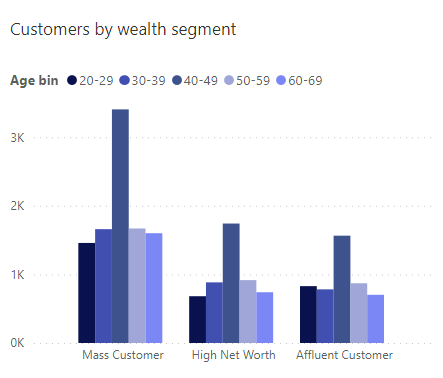 Customers by wealth segment
Age bin 20-29 30-39 40-49 50-59 60-69
3K
2K
1K
0K
Mass Customer High Net Worth Affluent Customer